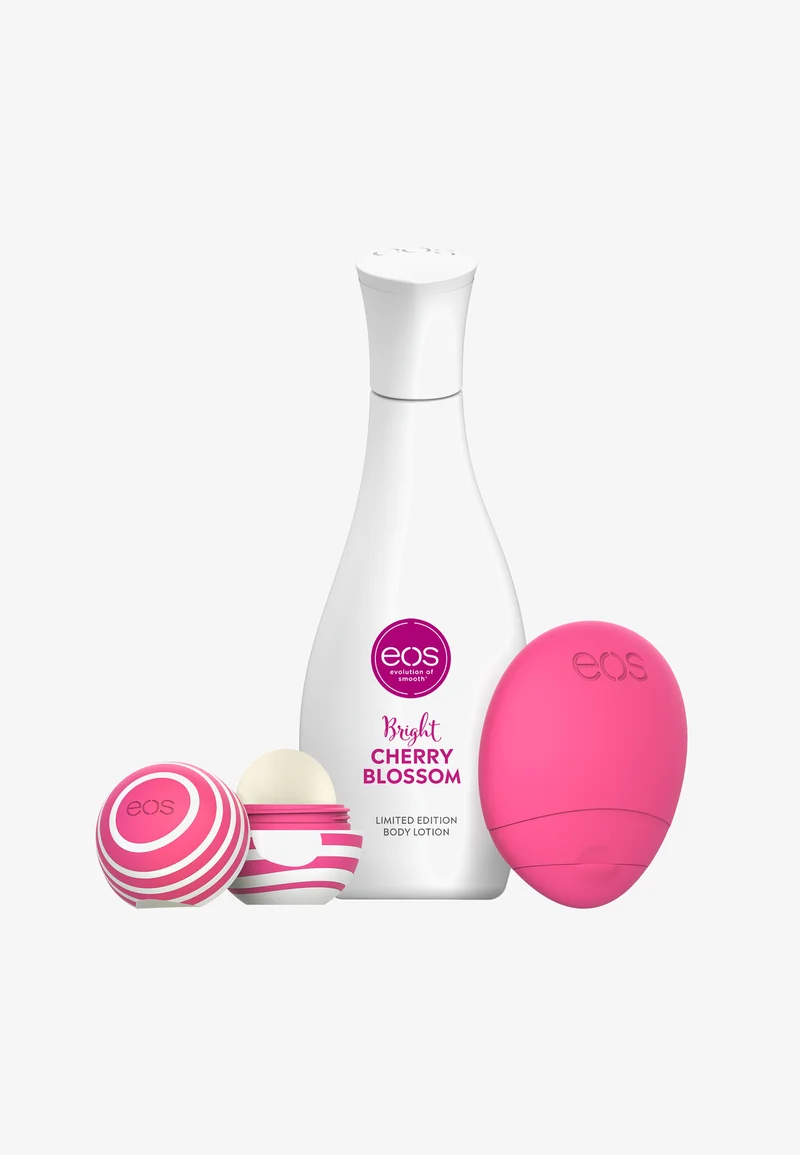 eos
evolution of
smooth®
Bright
CHERRY
BLOSSOM
LIMITED EDITION
BODY LOTION
eos
eos